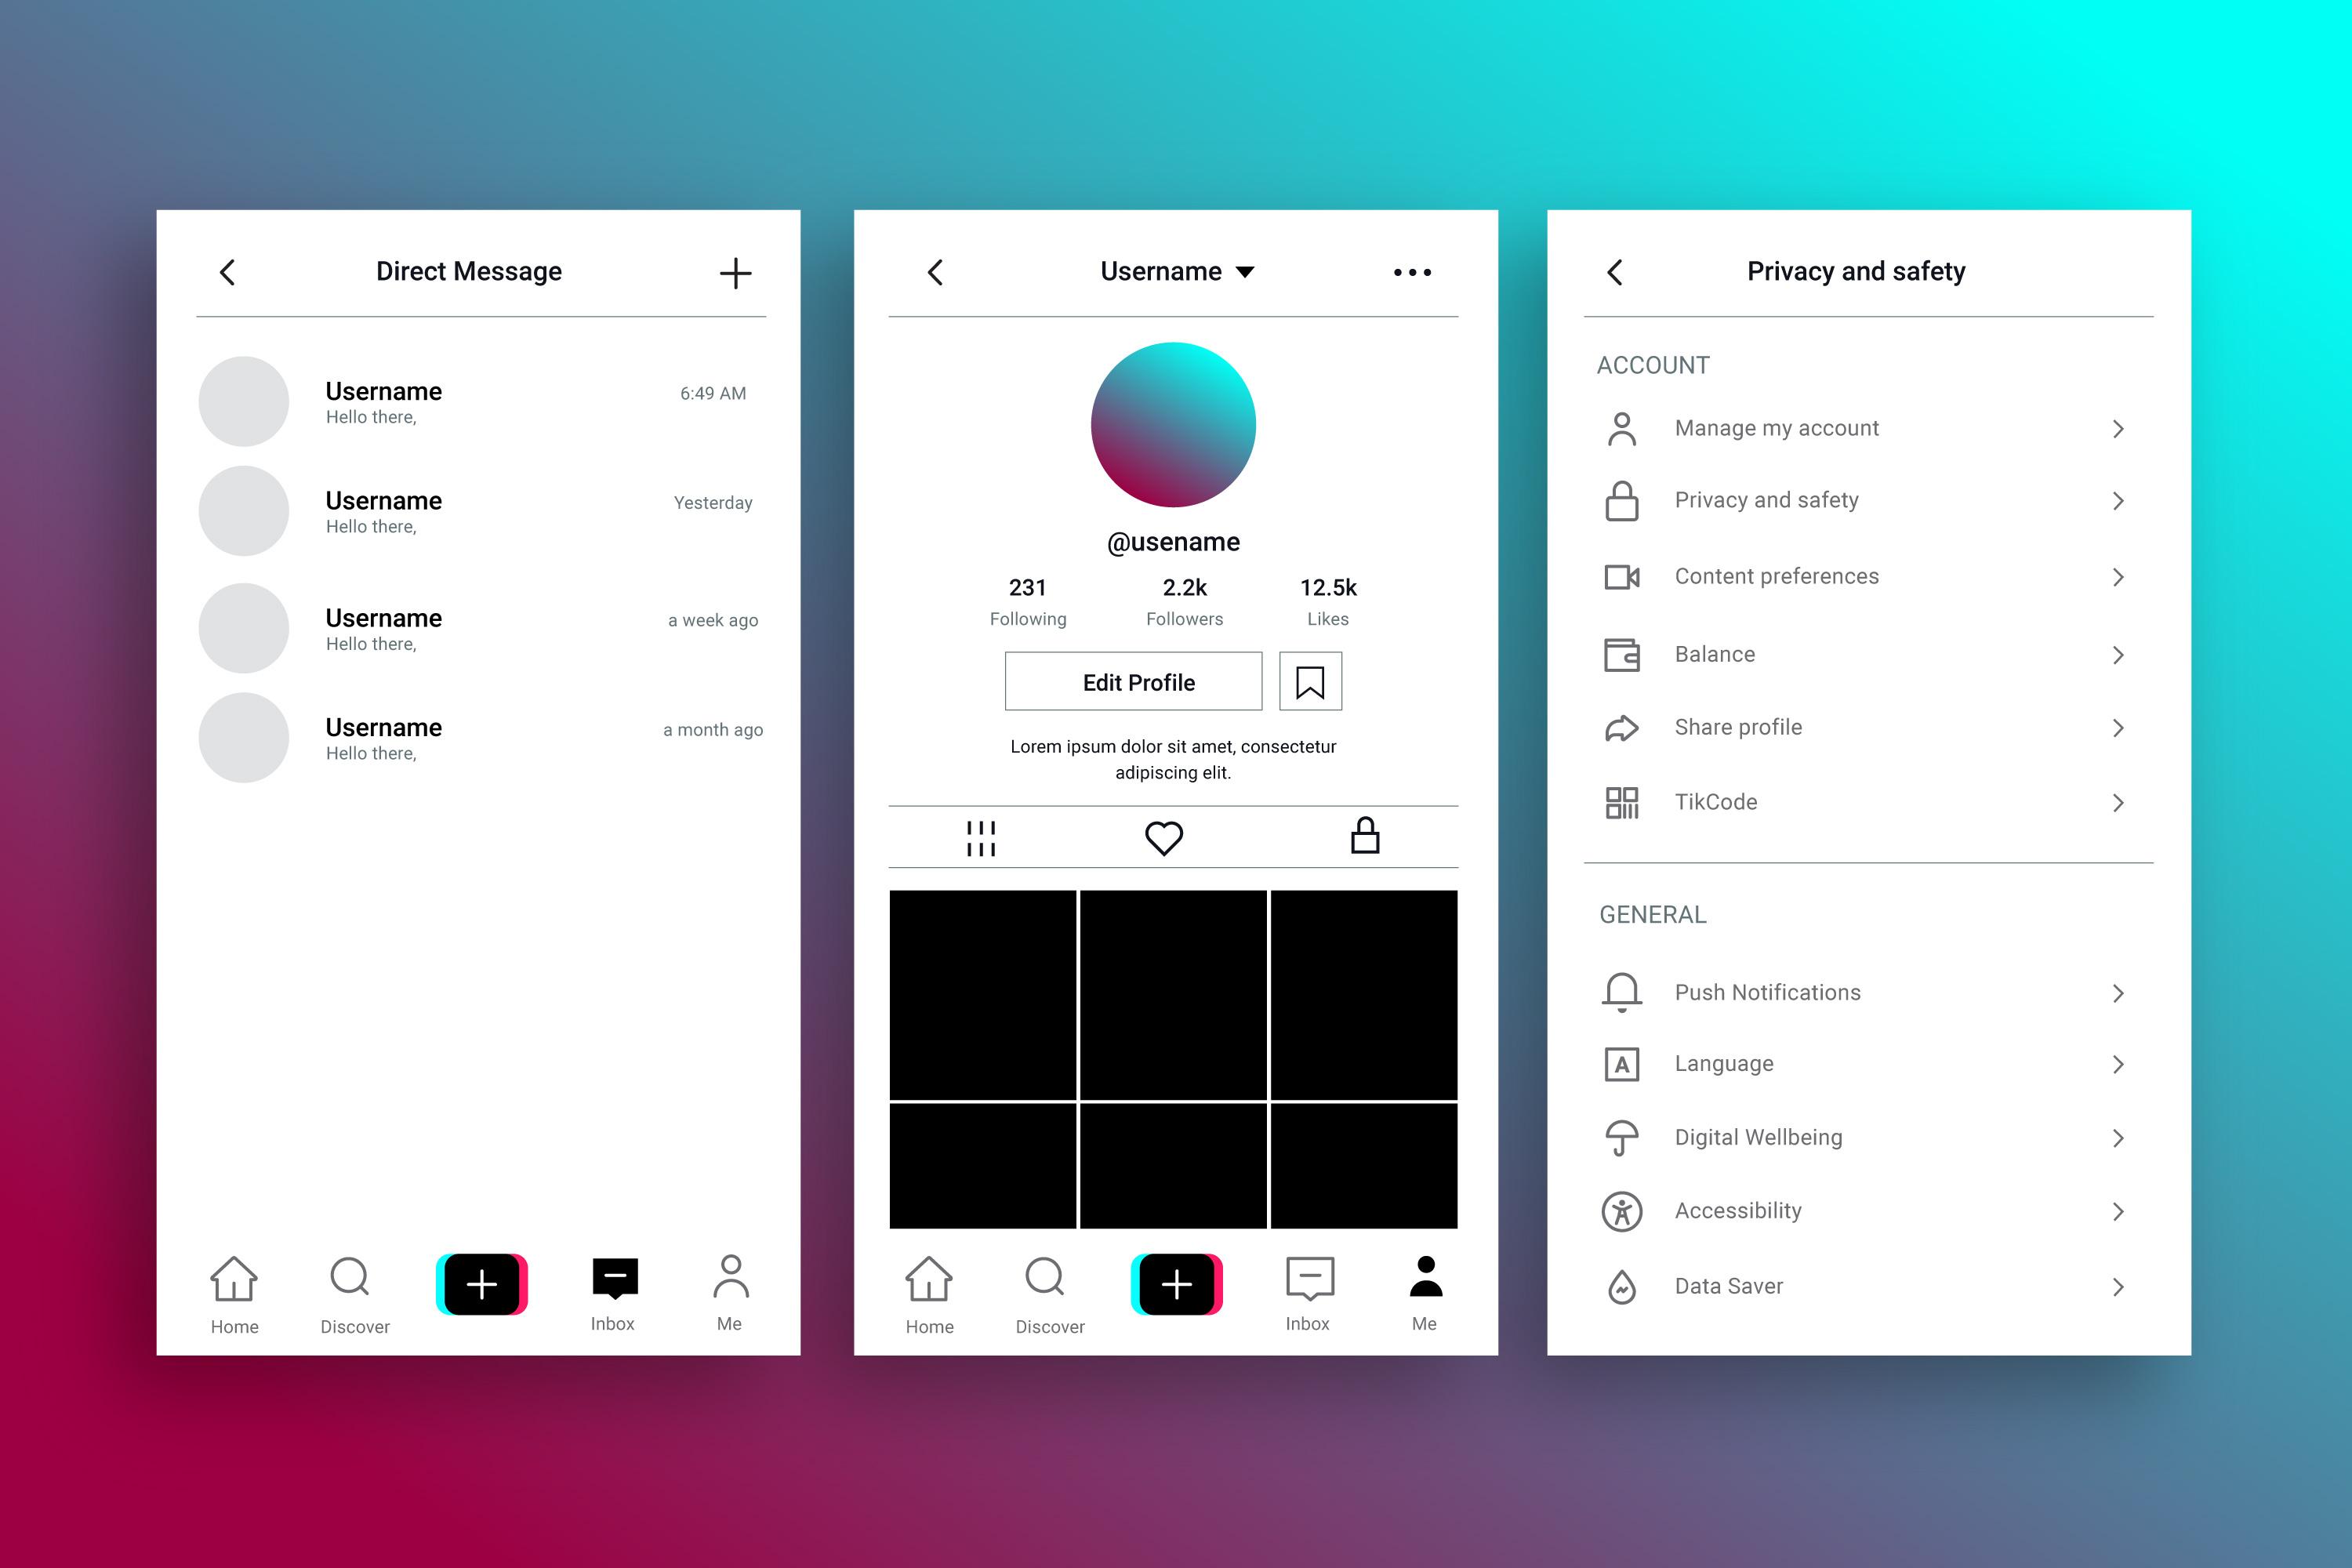 Direct Message
Username
6:49 AM
Hello there,
Username
Yesterday
Hello there,
Username
a week ago
Hello there,
Username
a month ago
Hello there,
Home
Discover
Inbox
Me
Username
@usename
231
2.2k
12.5k
Following
Followers
Likes
Edit Profile
Lorem ipsum dolor sit amet, consectetur
adipiscing elit.
Home
Discover
Inbox
Me
Privacy and safety
ACCOUNT
Manage my account
Privacy and safety
Content preferences
Balance
Share profile
TikCode
GENERAL
Push Notifications
A
Language
Digital Wellbeing
Accessibility
Data Saver